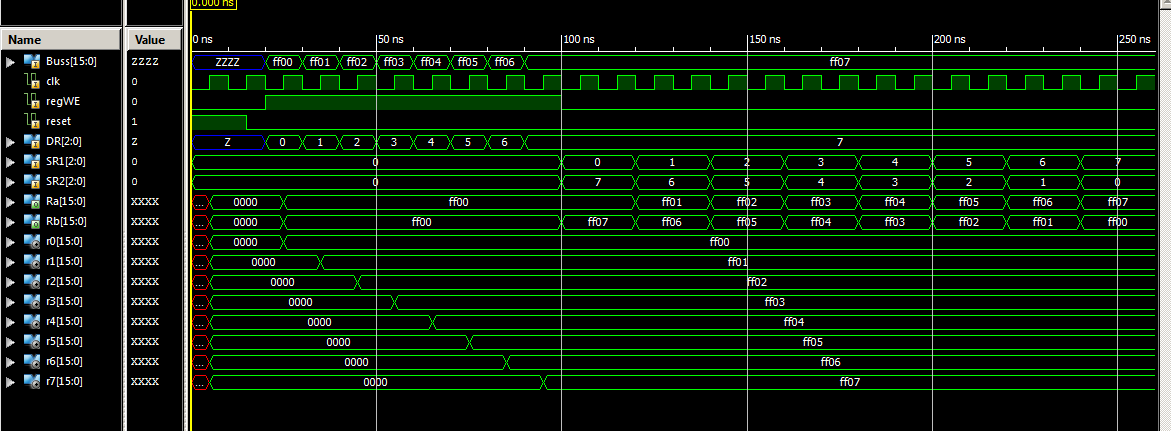 0.000 ns
Name Value 0 ns 50 ns 100 ns 150 ns 200 ns 250 ns
Buss[15:0] ZZZZ ZZZZ ff00 ff01 ff02 ff03 ff04 ff05 ff06 ff07
clk 0
regWE 0
reset 1
DR[2:0] Z Z 0 1 2 3 4 5 6 7
SR1[2:0] 0 0 0 1 2 3 4 5 6 7
SR2[2:0] 0 0 7 6 5 4 3 2 1 0
Ra[15:0] XXXX ... 0000 ff00 ff01 ff02 ff03 ff04 ff05 ff06 ff07
Rb[15:0] XXXX ... 0000 ff00 ff07 ff06 ff05 ff04 ff03 ff02 ff01 ff00
r0[15:0] XXXX ... 0000 ff00
r1[15:0] XXXX ... 0000 ff01
r2[15:0] XXXX ... 0000 ff02
r3[15:0] XXXX ... 0000 ff03
r4[15:0] XXXX ... 0000 ff04
r5[15:0] XXXX ... 0000 ff05
r6[15:0] XXXX ... 0000 ff06
r7[15:0] XXXX ... 0000 ff07